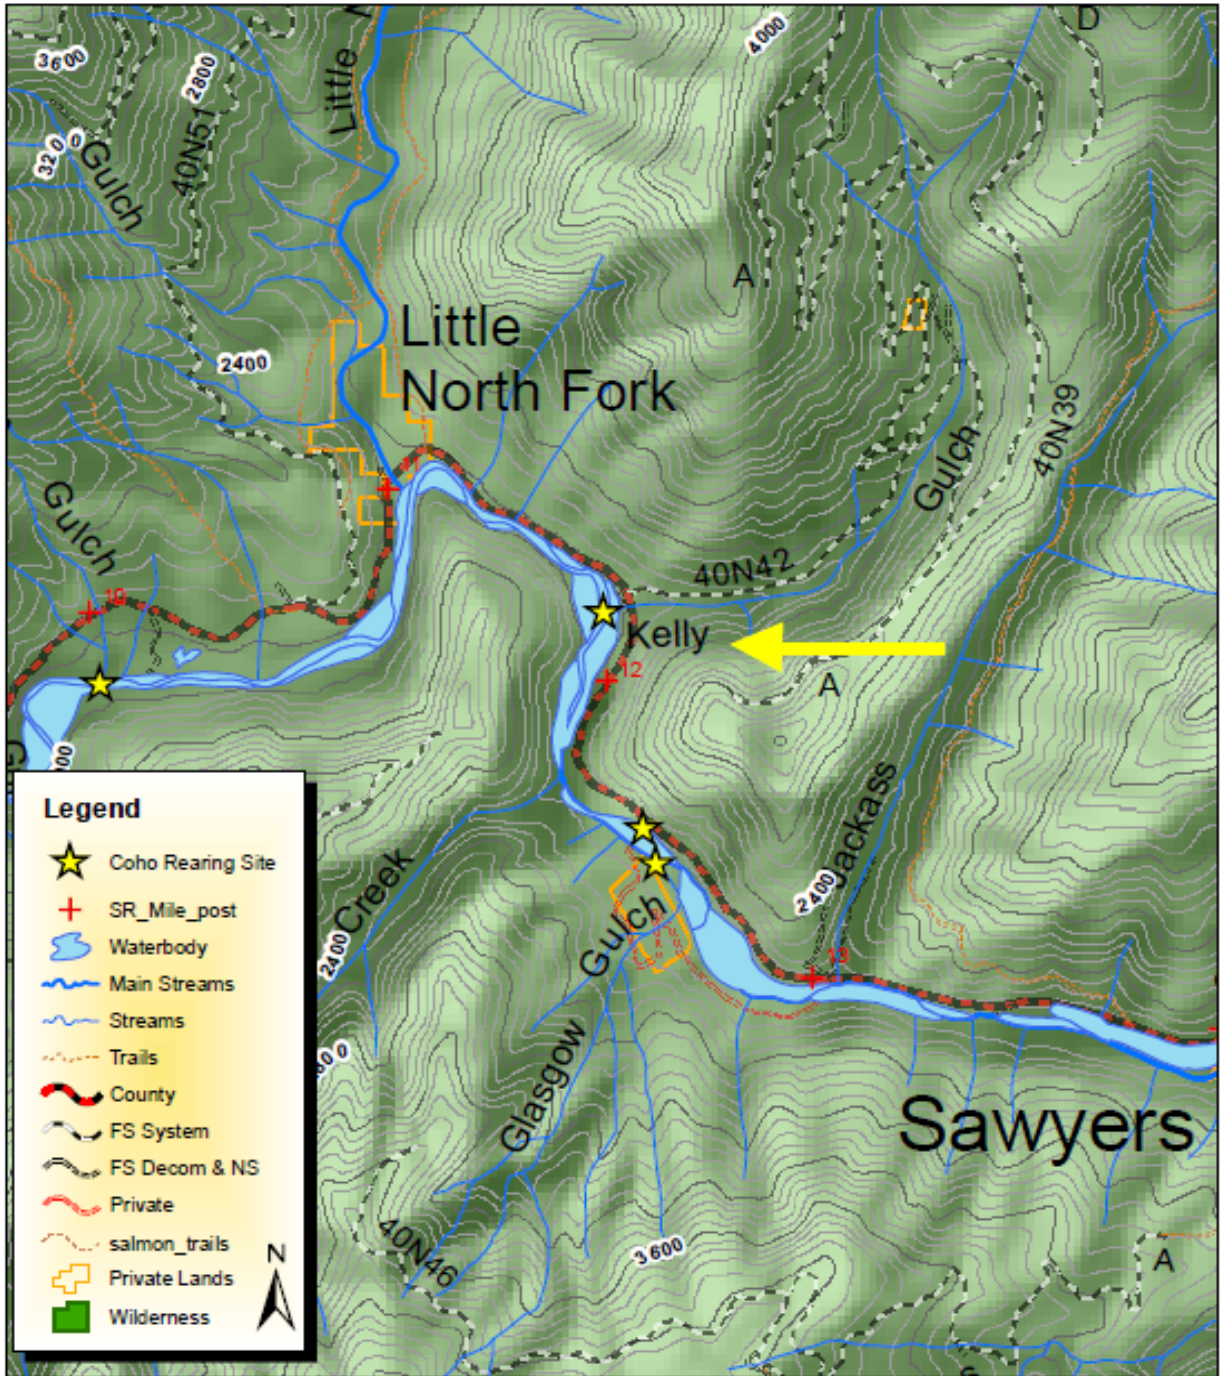 D
4000
3600
2800
Little
40N51
3200
Gulch
A
Little
North Fork
2400
40N39
Gulch
11
Gulch
40N42
10
Kelly
12
A
Legend
Coho Rearing Site
SR_Mile_post
Waterbody
Main Streams
Streams
Trails
County
FS System
FS Decom & NS
Private
salmon_trails
Private Lands
Wilderness
N
Jackass
2400
Creek
2400
Gulch
13
Glasgow
Sawyers
40N46
3600
A